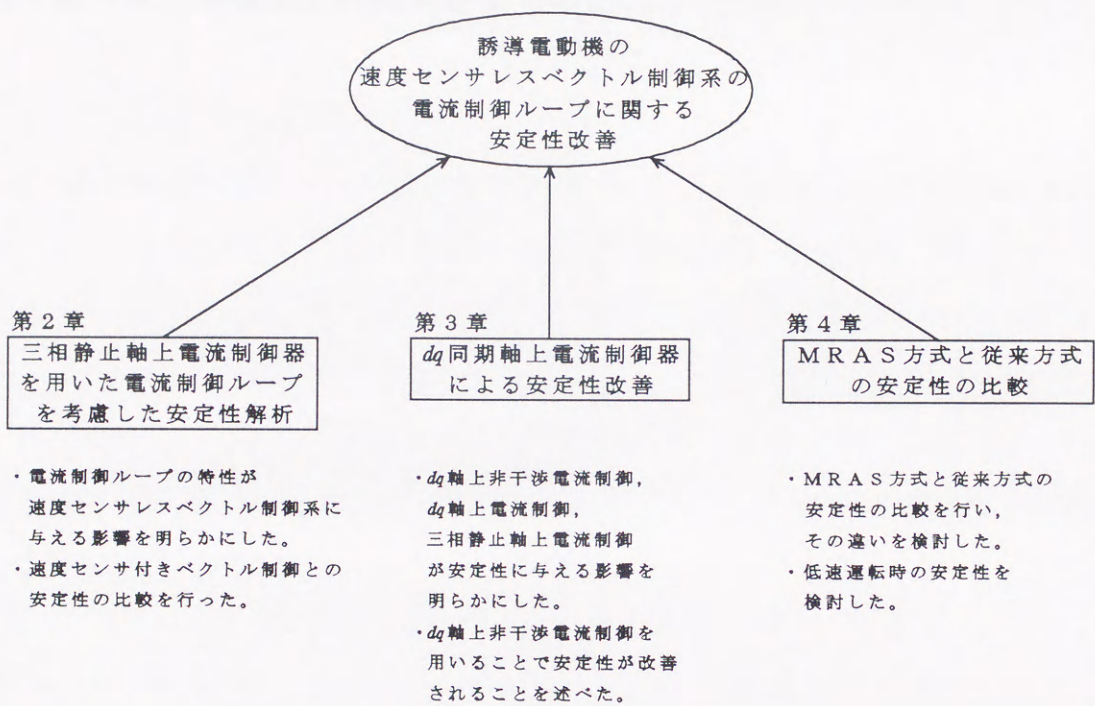 誘導電動機の
速度センサレスベクトル制御系の
電流制御ループに関する
安定性改善
第2章
三相静止軸上電流制御器
を用いた電流制御ループ
を考慮した安定性解析
・電流制御ループの特性が
速度センサレスベクトル制御系に
与える影響を明らかにした。
・速度センサ付きベクトル制御との
安定性の比較を行った。
第3章
dq同期軸上電流制御器
による安定性改善
・dq軸上非干渉電流制御,
dq軸上電流制御,
三相静止軸上電流制御
が安定性に与える影響を
明らかにした。
・dq軸上非干渉電流制御を
用いることで安定性が改善
されることを述べた。
第4章
MRAS方式と従来方式
の安定性の比較
・MRAS方式と従来方式の
安定性の比較を行い,
その違いを検討した。
・低速運転時の安定性を
検討した。